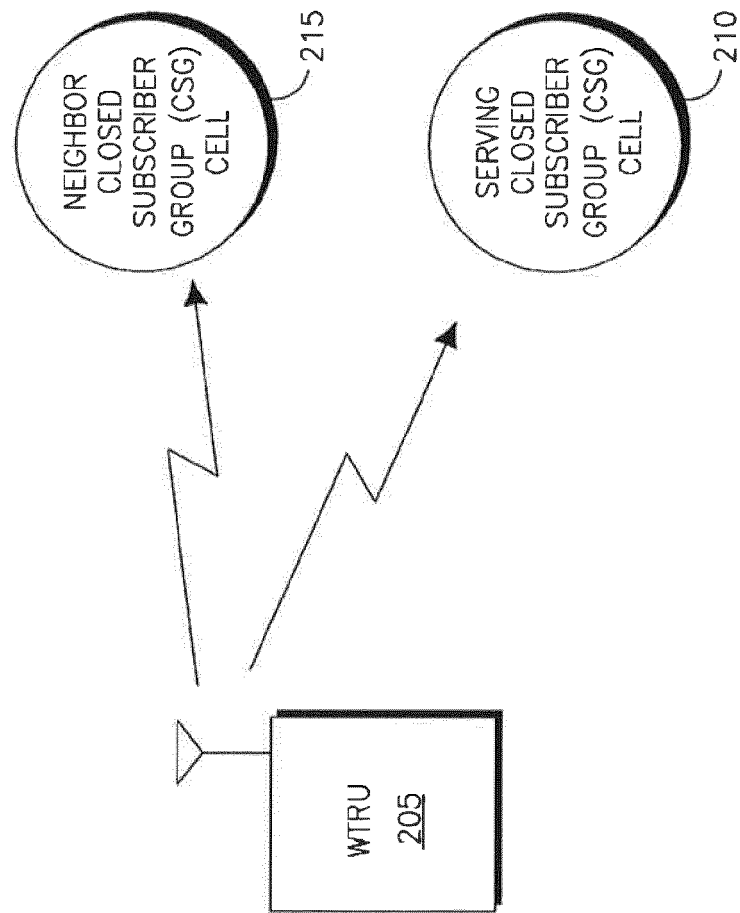 NEIGHBOR
CLOSED
SUBSCRIBER
GROUP (CSG)
CELL
215
SERVING
CLOSED
SUBSCRIBER
GROUP (CSG)
CELL
210
WTRU
205